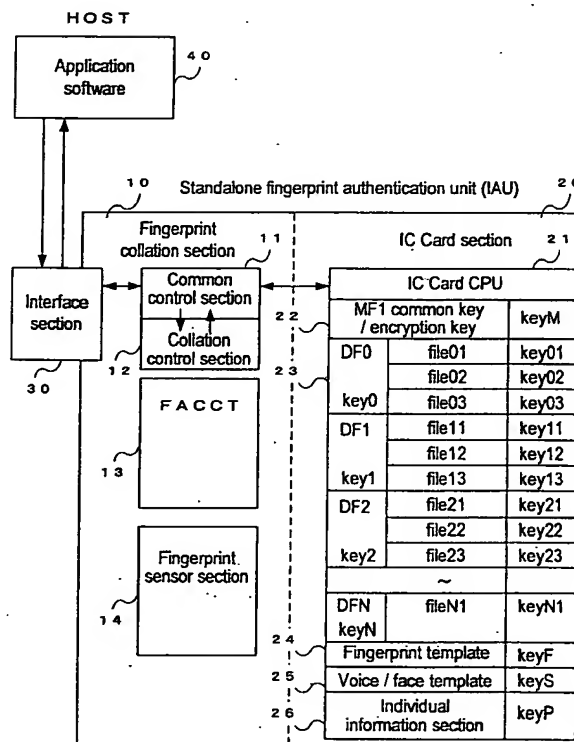 HOST
40
Application
software
10
Standalone fingerprint authentication unit (IAU)
Fingerprint
collation section
11
IC Card section
21
Interface
section
30
Common
control section
Collation
control section
12
FACCT
13
Fingerprint
sensor section
14
IC Card CPU
22
MF1 common key
/ encryption key
keyM
23
DF0
file01
key01
file02
key02
key0
file03
key03
DF1
file11
key11
file12
key12
key1
file13
key13
DF2
file21
key21
file22
key22
key2
file23
key23
~
DFN
fileN1
keyN1
keyN
24
Fingerprint template
keyF
25
Voice / face template
keyS
26
Individual
information section
keyP